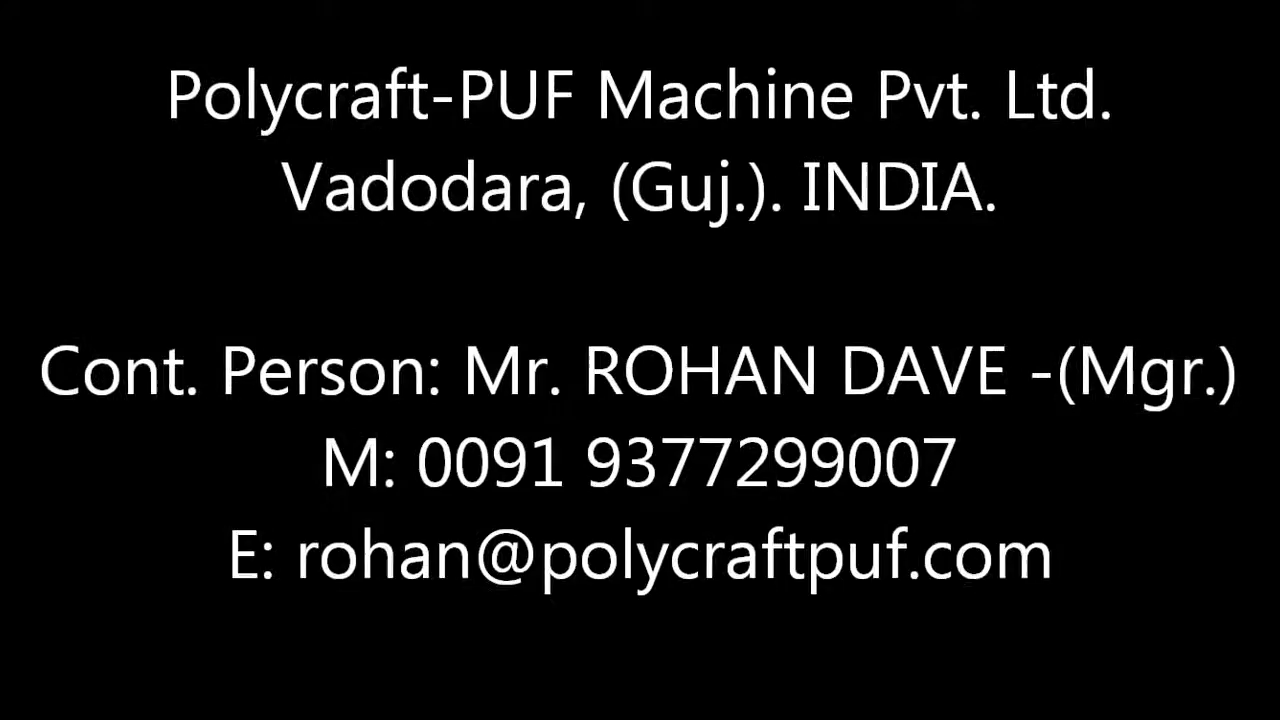 Polycraft-PUF Machine Pvt. Ltd.
Vadodara, (Guj.). INDIA.
Cont. Person: Mr. ROHAN DAVE -(Mgr.)
M: 0091 9377299007
E: rohan@polycraftpuf.com